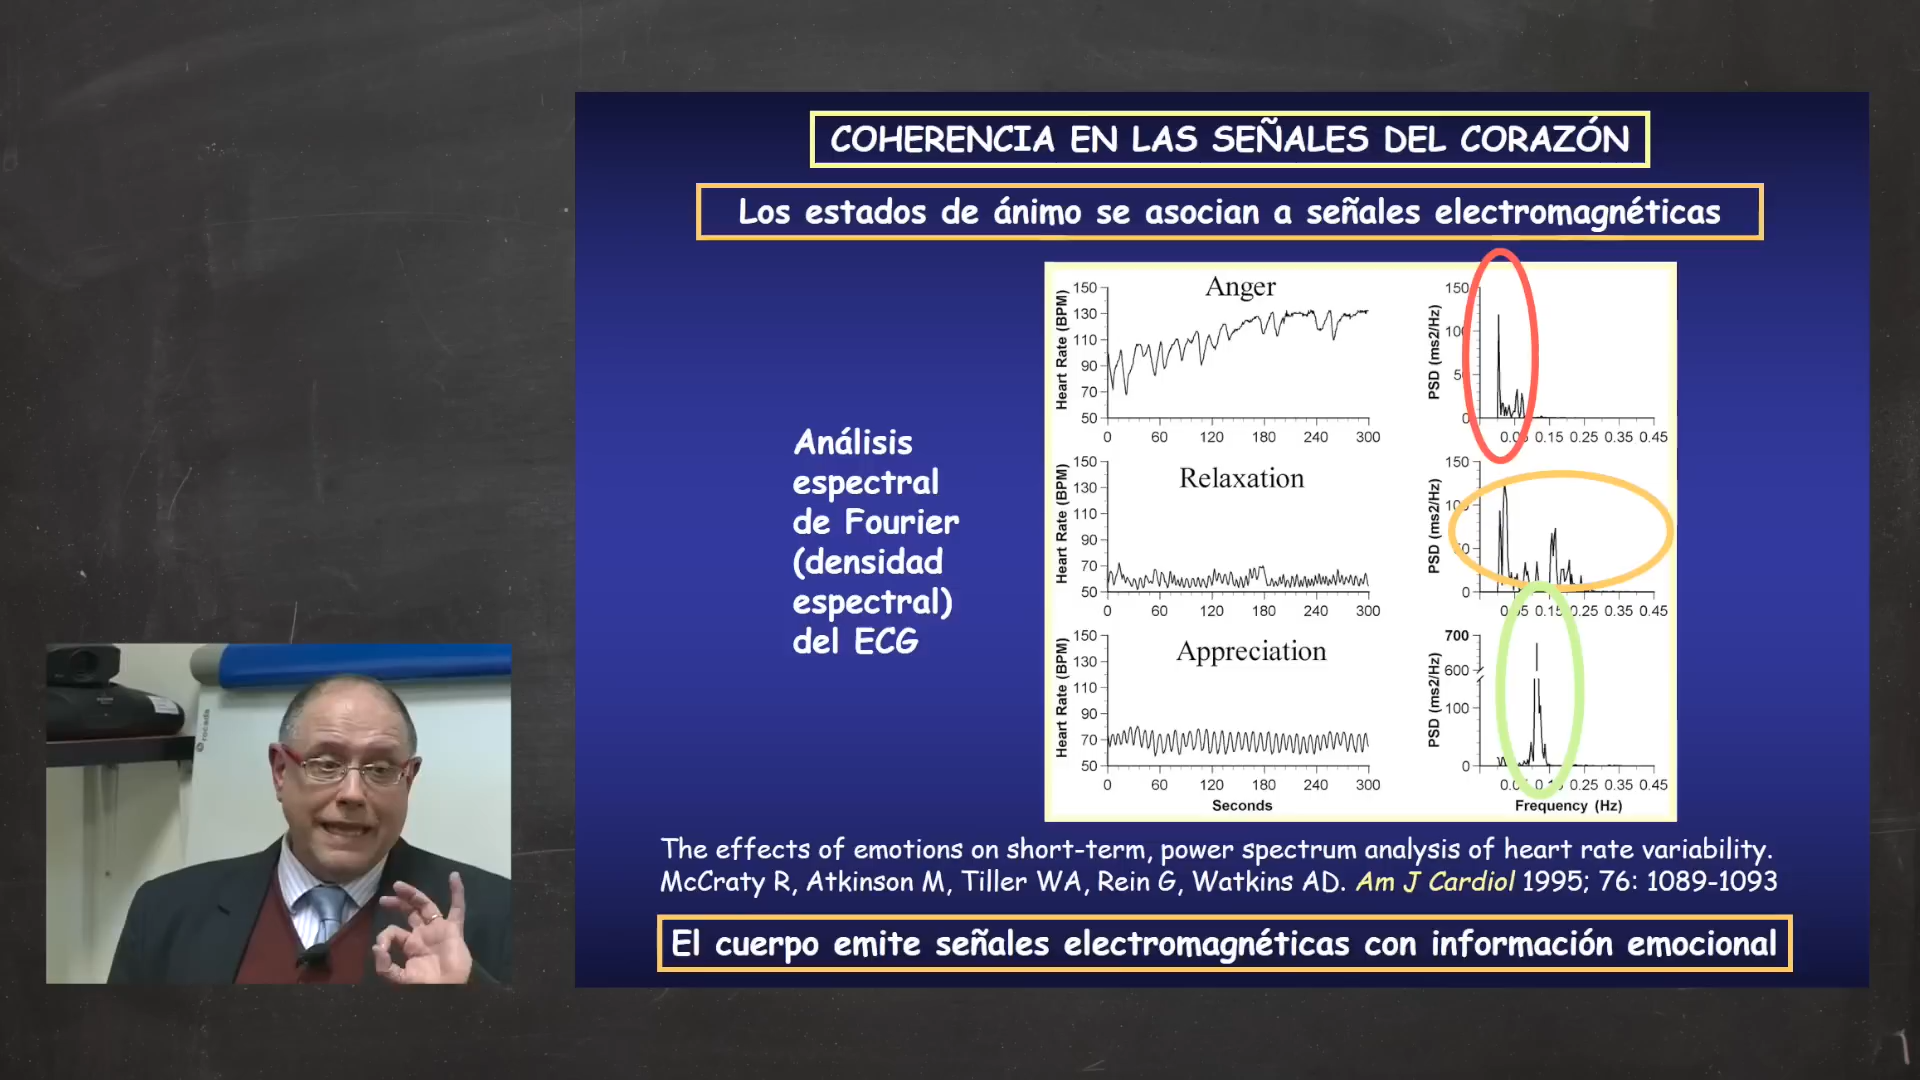 COHERENCIA EN LAS SEÑALES DEL CORAZÓN
Los estados de ánimo se asocian a señales electromagnéticas
Análisis
espectral
de Fourier
(densidad
espectral)
del ECG
Anger
Heart Rate (BPM)
150
130
110
90
70
50
0 60 120 180 240 300
PSD (ms2/Hz)
150
0
0.15 0.25 0.35 0.45
Relaxation
Heart Rate (BPM)
150
130
110
90
70
50
0 60 120 180 240 300
PSD (ms2/Hz)
150
0
0.25 0.35 0.45
Appreciation
Heart Rate (BPM)
150
130
110
90
70
50
0 60 120 180 240 300
Seconds
PSD (ms2/Hz)
700
600
100
0
0.25 0.35 0.45
Frequency (Hz)
The effects of emotions on short-term, power spectrum analysis of heart rate variability.
McCraty R, Atkinson M, Tiller WA, Rein G, Watkins AD. Am J Cardiol 1995; 76: 1089-1093
El cuerpo emite señales electromagnéticas con información emocional
rocada